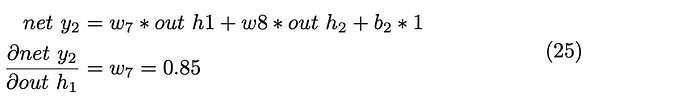 net y₂ = w₇ * out h1 + w8 * out h₂ + b₂ * 1
∂net y₂ / ∂out h₁ = w₇ = 0.85
(25)